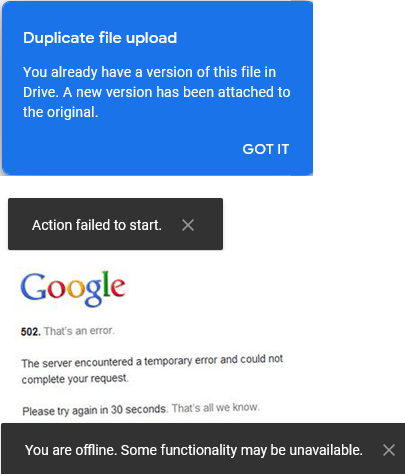 Duplicate file upload
You already have a version of this file in
Drive. A new version has been attached to
the original.
GOT IT
Action failed to start.
Google
502. That's an error.
The server encountered a temporary error and could not
complete your request.
Please try again in 30 seconds. That's all we know.
You are offline. Some functionality may be unavailable.